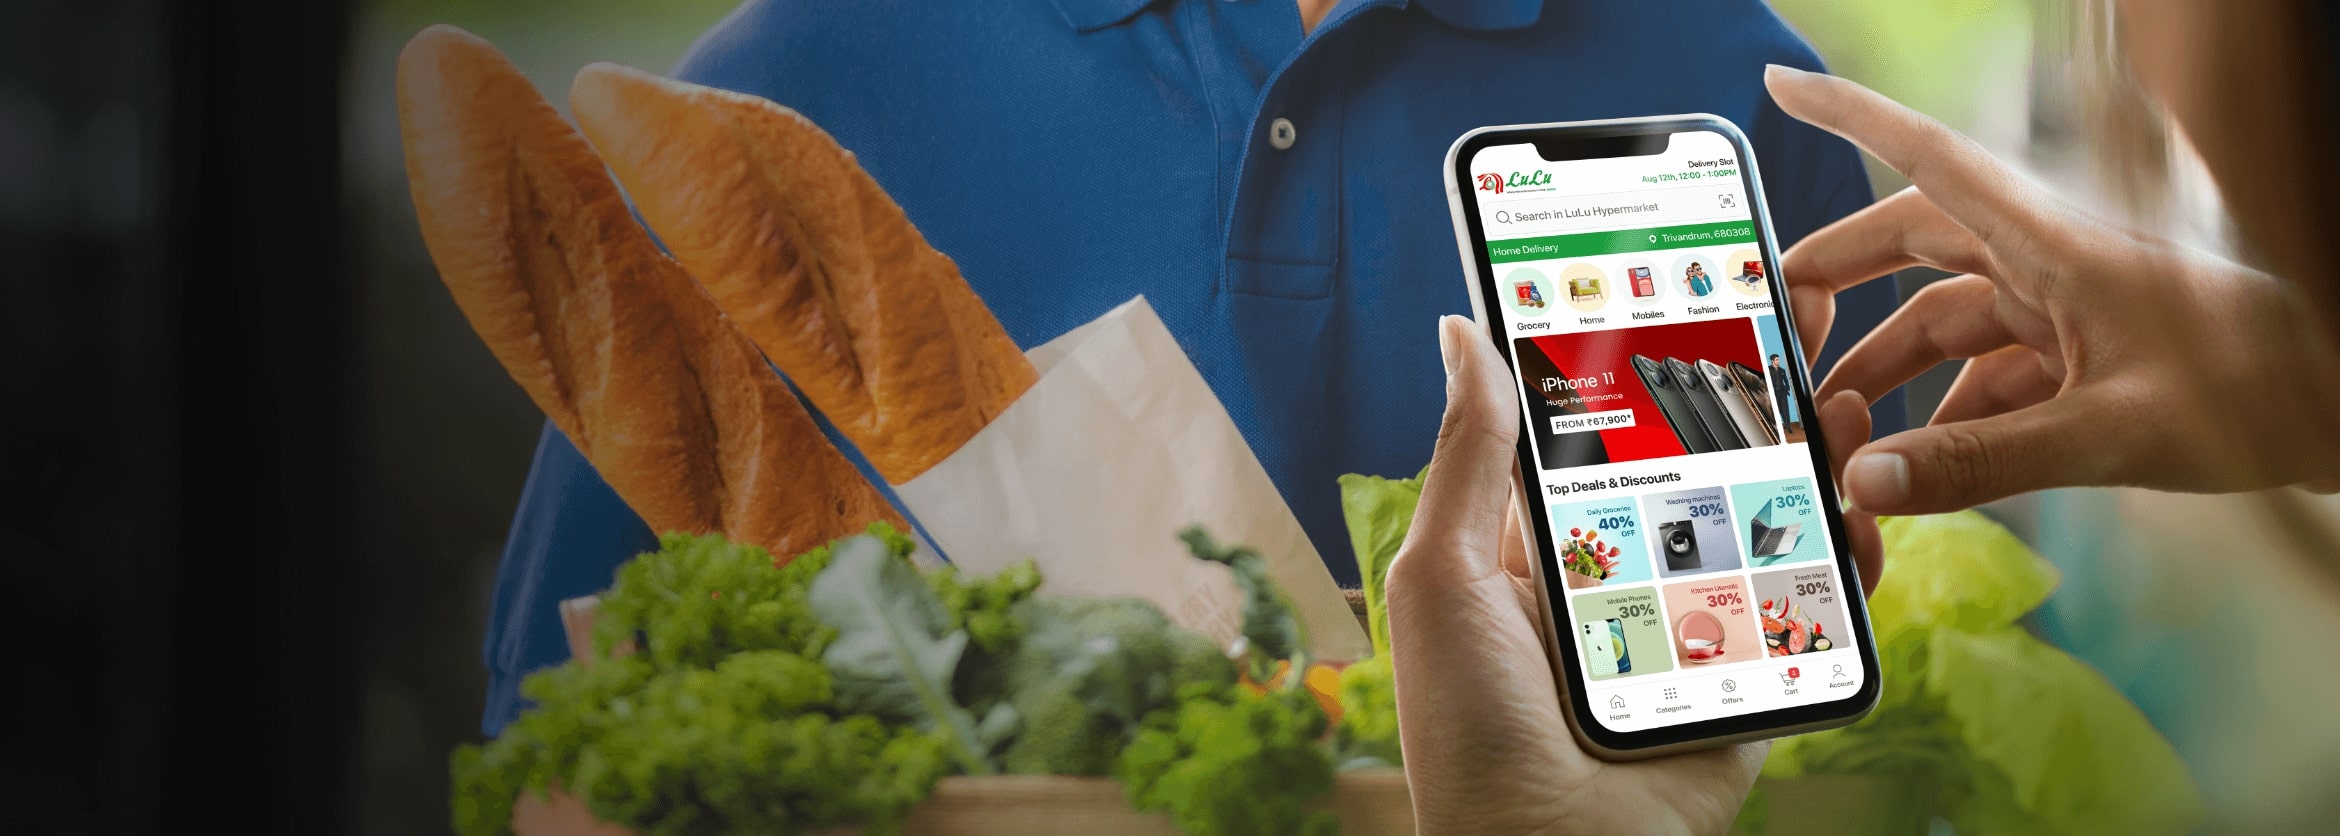 LuLu
Delivery Slot
Aug 12th, 12:00 - 1:00PM
Search in LuLu Hypermarket
Home Delivery
Trivandrum, 680308
Grocery
Home
Mobiles
Fashion
Electronic
iPhone 11
Huge Performance
FROM ₹67,900*
Top Deals & Discounts
Daily Groceries
40%
OFF
Washing machines
30%
OFF
Laptops
30%
OFF
Mobile Phones
30%
OFF
Kitchen Utensils
30%
OFF
Fresh Meat
30%
OFF
Home
Categories
Offers
2
Cart
Account